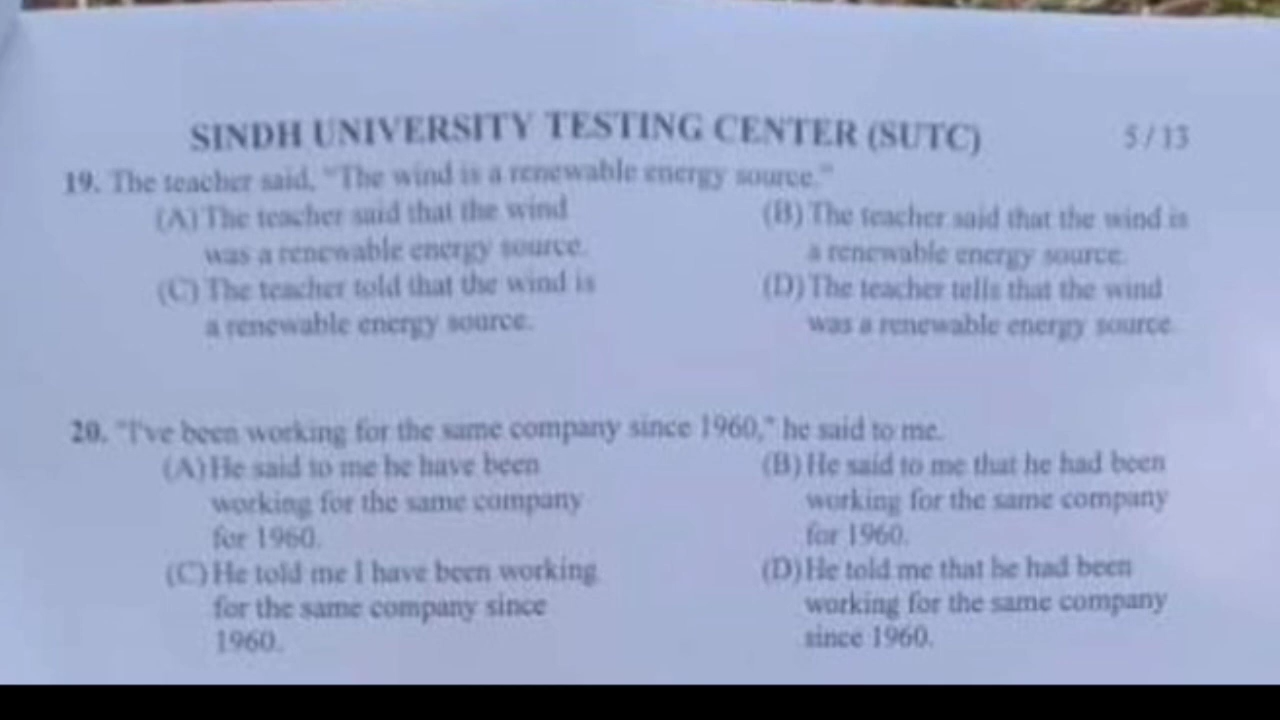 SINDH UNIVERSITY TESTING CENTER (SUTC) 5 / 13
19. The teacher said, "The wind is a renewable energy source."
(A) The teacher said that the wind
was a renewable energy source.
(B) The teacher said that the wind is
a renewable energy source.
(C) The teacher told that the wind is
a renewable energy source.
(D) The teacher tells that the wind
was a renewable energy source.
20. "I've been working for the same company since 1960," he said to me.
(A) He said to me he have been
working for the same company
for 1960.
(B) He said to me that he had been
working for the same company
for 1960.
(C) He told me I have been working
for the same company since
1960.
(D) He told me that he had been
working for the same company
since 1960.